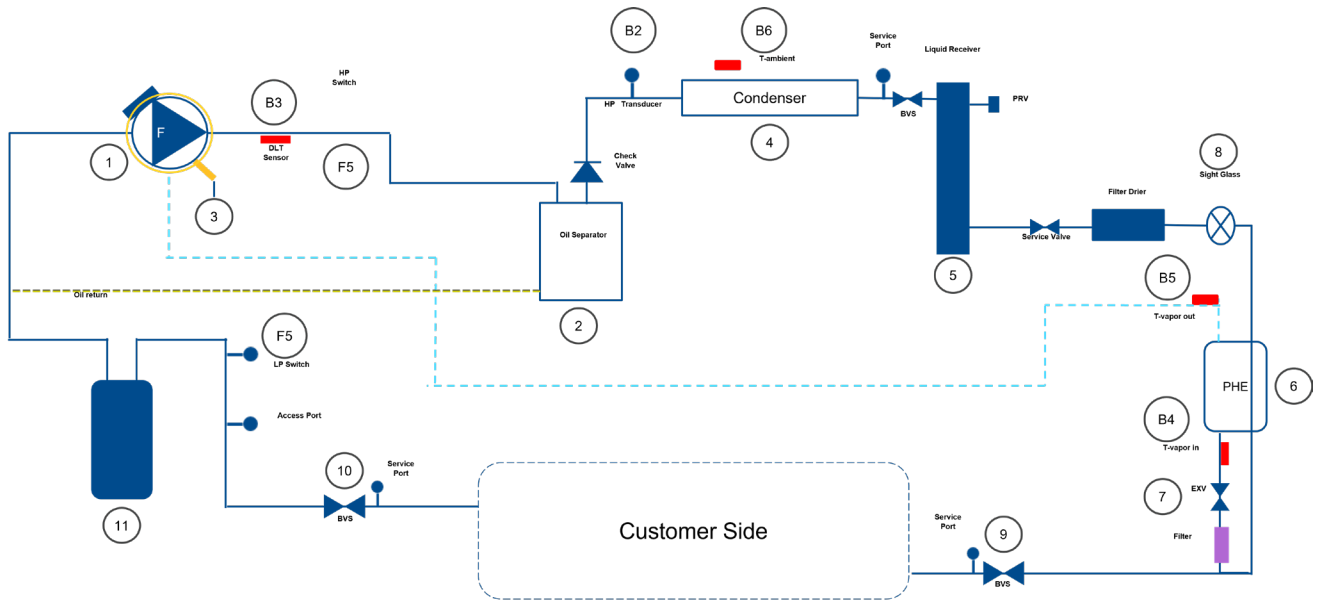 B2
B6
Service
Port
Liquid Receiver
T-ambient
HP
Switch
B3
HP Transducer
Condenser
BVS
PRV
F
1
DLT
Sensor
F5
Check
Valve
4
8
Sight Glass
3
Filter Drier
Oil Separator
Service Valve
5
B5
Oil return
2
T-vapor out
F5
LP Switch
PHE
6
Access Port
B4
T-vapor in
10
Service
Port
7
EXV
BVS
11
Customer Side
Service
Port
9
Filter
BVS